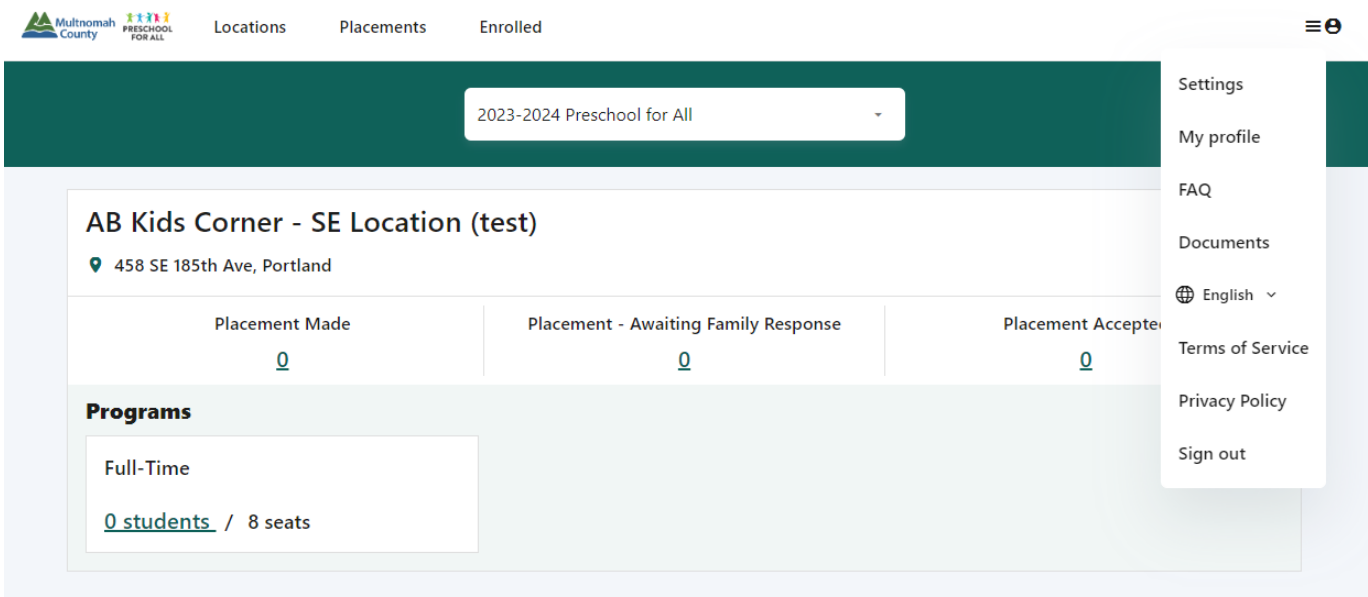 Multnomah County
PRESCHOOL FOR ALL
Locations Placements Enrolled
2023-2024 Preschool for All
Settings
My profile
FAQ
Documents
English
Terms of Service
Privacy Policy
Sign out
AB Kids Corner - SE Location (test)
458 SE 185th Ave, Portland
Placement Made
0
Placement - Awaiting Family Response
0
Placement Accepte
0
Programs
Full-Time
0 students / 8 seats